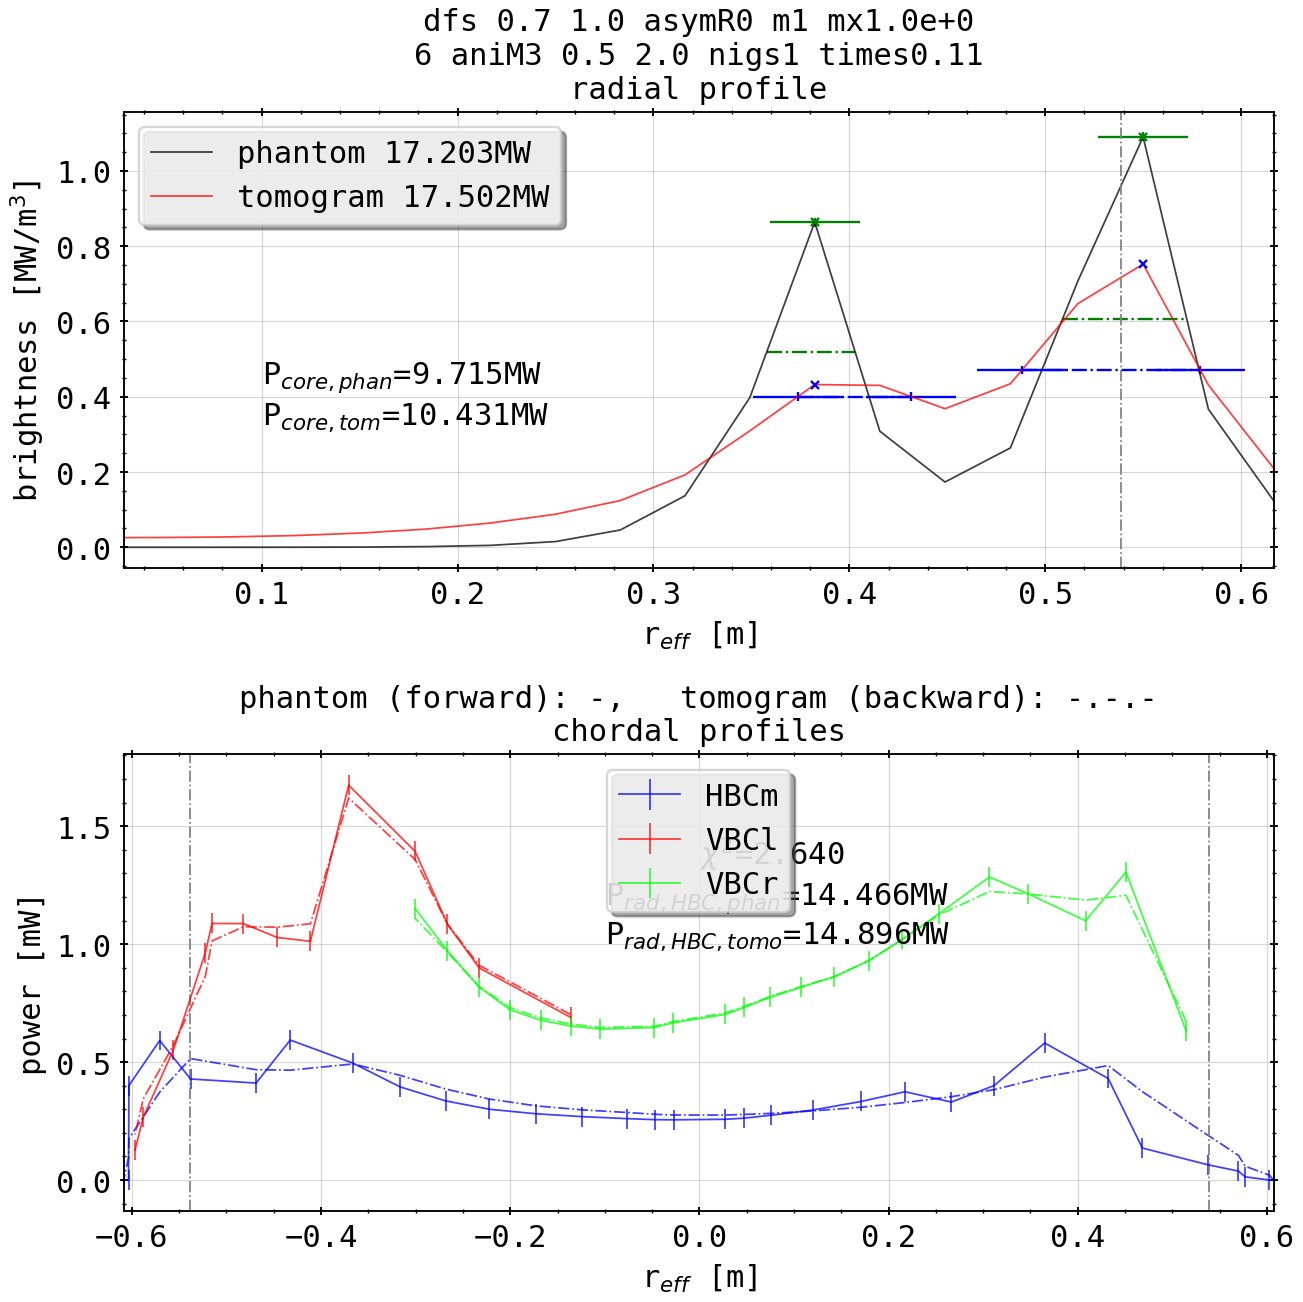 dfs 0.7 1.0 asymR0 m1 mx1.0e+0
6 aniM3 0.5 2.0 nigs1 times0.11
radial profile
brightness [MW/m³]
phantom 17.203MW
tomogram 17.502MW
P_core,phan=9.715MW
P_core,tom=10.431MW
1.0
0.8
0.6
0.4
0.2
0.0
0.1 0.2 0.3 0.4 0.5 0.6
r_eff [m]
phantom (forward): -, tomogram (backward): -.-.-
chordal profiles
power [mW]
HBCm
VBCl
VBCr
χ²=2.640
P_rad,HBC,phan=14.466MW
P_rad,HBC,tomo=14.896MW
1.5
1.0
0.5
0.0
−0.6 −0.4 −0.2 0.0 0.2 0.4 0.6
r_eff [m]